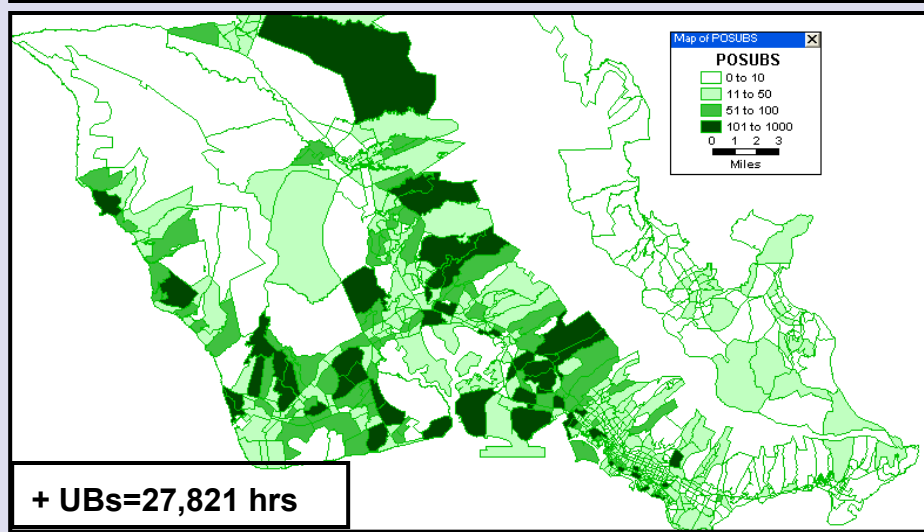 Map of POSUBS
POSUBS
0 to 10
11 to 50
51 to 100
101 to 1000
0 1 2 3
Miles
+ UBs=27,821 hrs